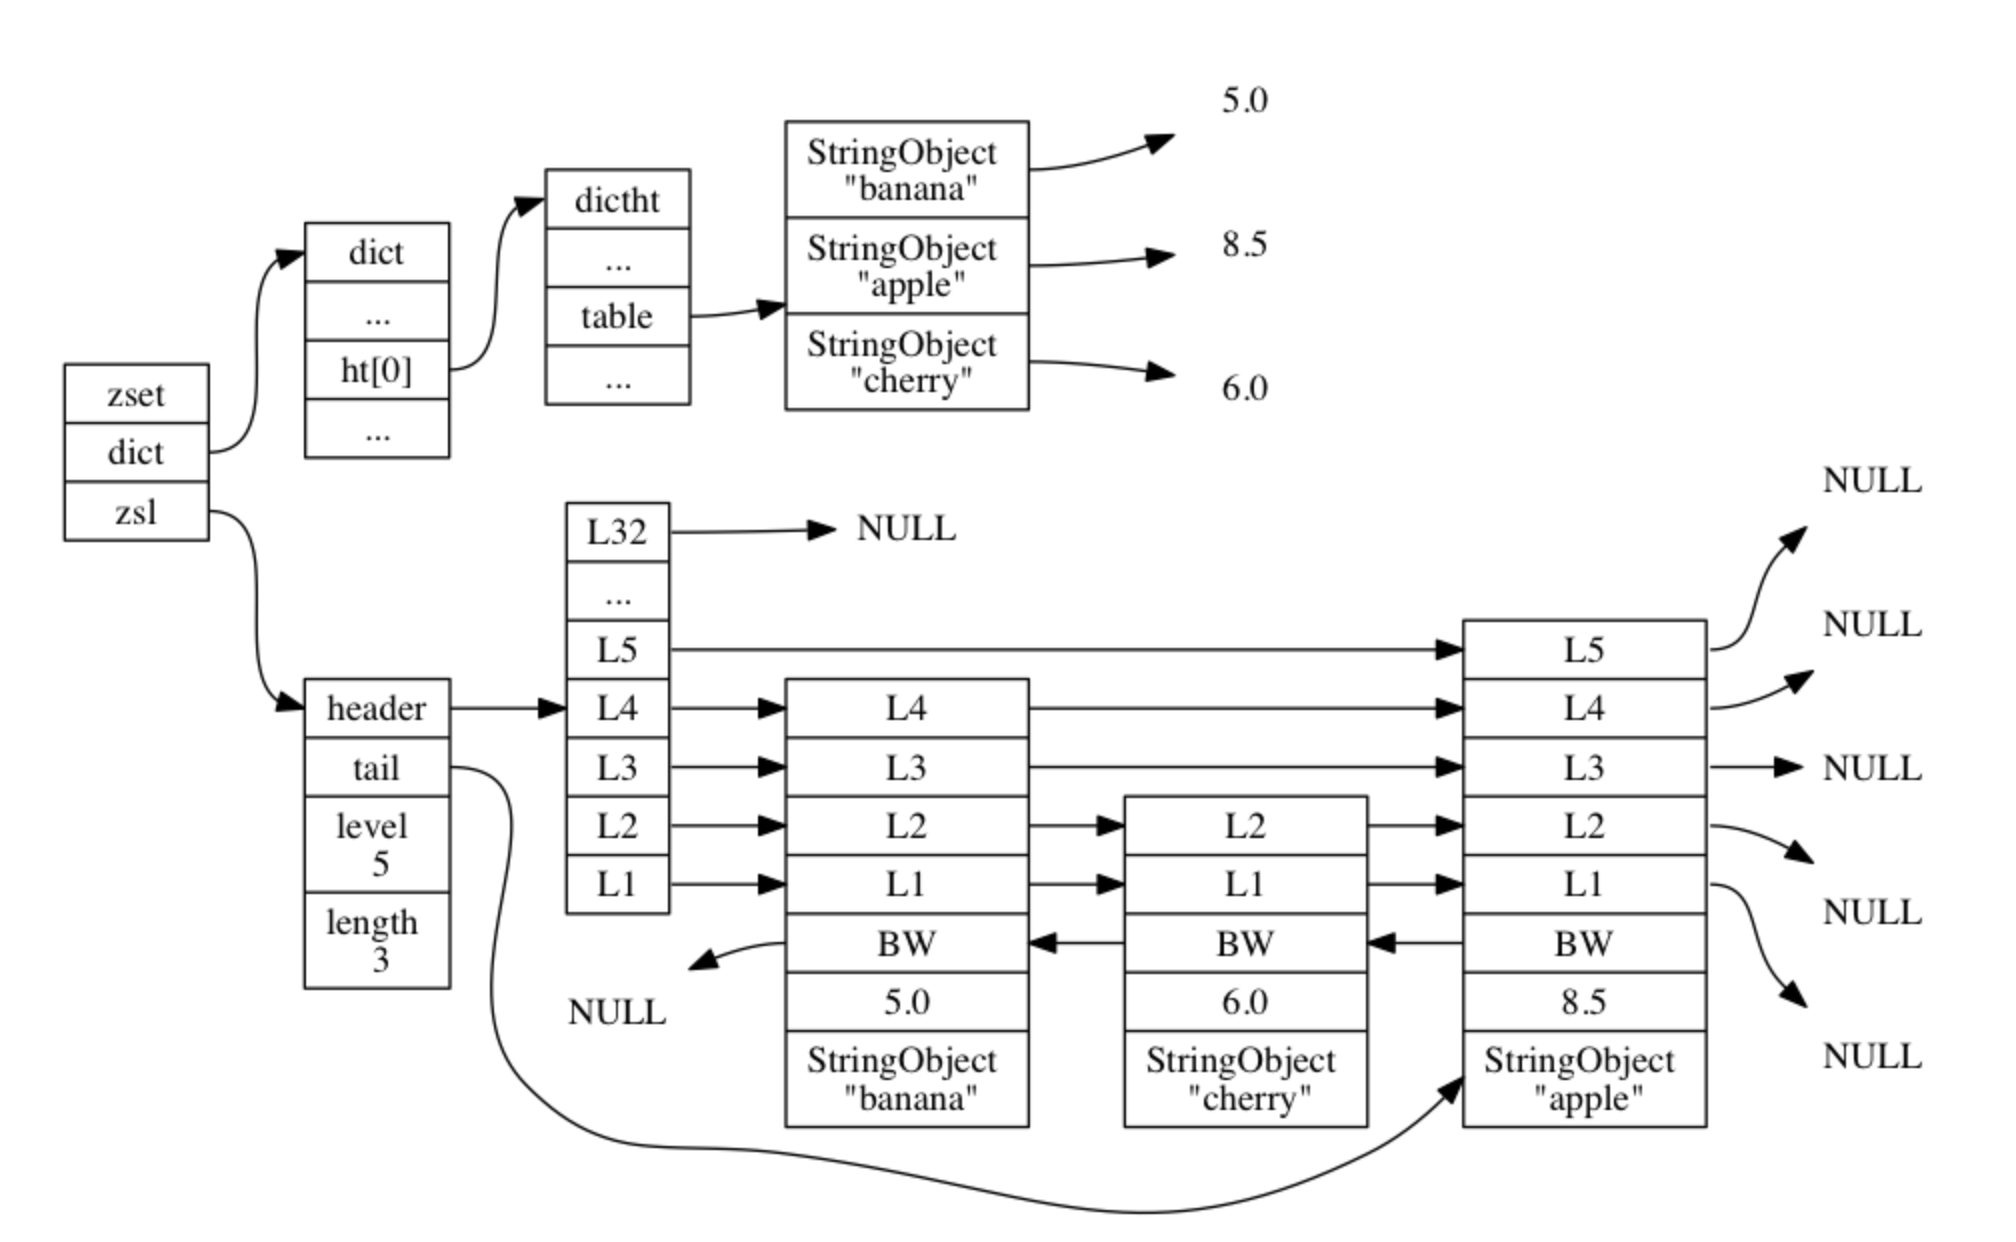 zset
dict
zsl
dict
...
ht[0]
...
dictht
...
table
...
StringObject
"banana"
StringObject
"apple"
StringObject
"cherry"
5.0
8.5
6.0
header
tail
level
5
length
3
L32
...
L5
L4
L3
L2
L1
NULL
NULL
L4
L3
L2
L1
BW
5.0
StringObject
"banana"
L2
L1
BW
6.0
StringObject
"cherry"
L5
L4
L3
L2
L1
BW
8.5
StringObject
"apple"
NULL
NULL
NULL
NULL
NULL